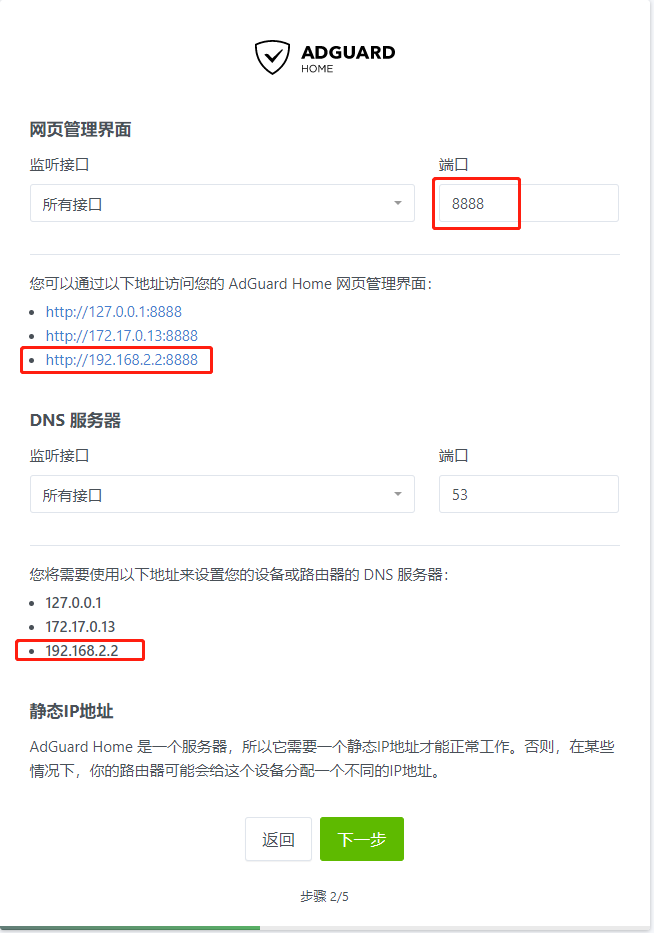 ADGUARD
HOME
网页管理界面
监听接口
端口
所有接口
8888
您可以通过以下地址访问您的 AdGuard Home 网页管理界面：
http://127.0.0.1:8888
http://172.17.0.13:8888
http://192.168.2.2:8888
DNS 服务器
监听接口
端口
所有接口
53
您将需要使用以下地址来设置您的设备或路由器的 DNS 服务器：
127.0.0.1
172.17.0.13
192.168.2.2
静态IP地址
AdGuard Home 是一个服务器，所以它需要一个静态IP地址才能正常工作。否则，在某些
情况下，你的路由器可能会给这个设备分配一个不同的IP地址。
返回
下一步
步骤 2/5